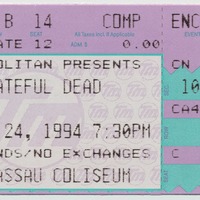 B 14 COMP ENC
ATE 12 ADM $ 0.00
OLITAN PRESENTS CN
ATEFUL DEAD 10
24, 1994 7:30PM CA4
NDS/NO EXCHANGES C
ASSAU COLISEUM